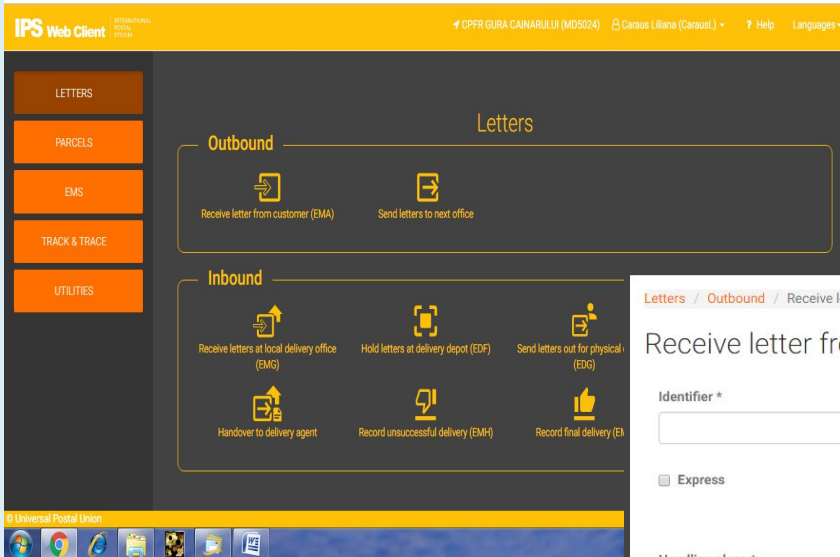 IPS Web Client
INTERNATIONAL
POSTAL
SYSTEM
CPFR GURA CAINARULUI (MD5024)
Caraus Liliana (CarausL)
? Help
Languages
LETTERS
PARCELS
EMS
TRACK & TRACE
UTILITIES
Letters
Outbound
Receive letter from customer (EMA)
Send letters to next office
Inbound
Receive letters at local delivery office
(EMG)
Hold letters at delivery depot (EDF)
Send letters out for physical
(EDG)
Handover to delivery agent
Record unsuccessful delivery (EMH)
Record final delivery
Letters / Outbound / Receive
Receive letter
Identifier *
Express
© Universal Postal Union